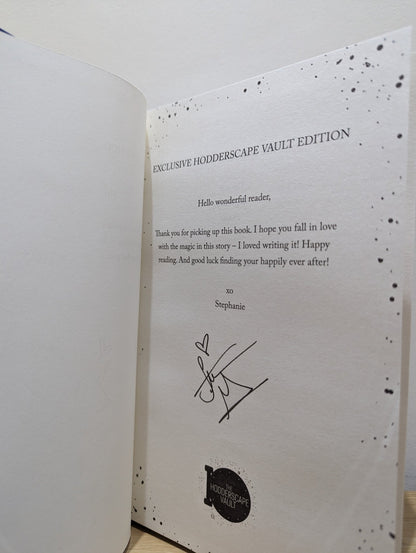 EXCLUSIVE HODDERSCAPE VAULT EDITION
Hello wonderful reader,
Thank you for picking up this book. I hope you fall in love
with the magic in this story – I loved writing it! Happy
reading. And good luck finding your happily ever after!
xo
Stephanie
THE
HODDERSCAPE
VAULT